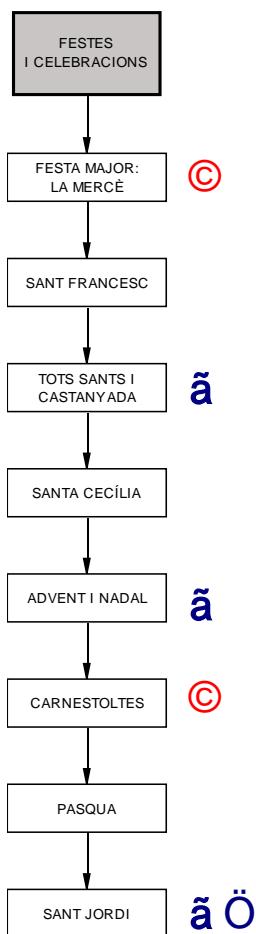 FESTES
I CELEBRACIONS
FESTA MAJOR:
LA MERCÈ
©
SANT FRANCESC
TOTS SANTS I
CASTANYADA
ã
SANTA CECÍLIA
ADVENT I NADAL
ã
CARNESTOLTES
©
PASQUA
SANT JORDI
ã Ö